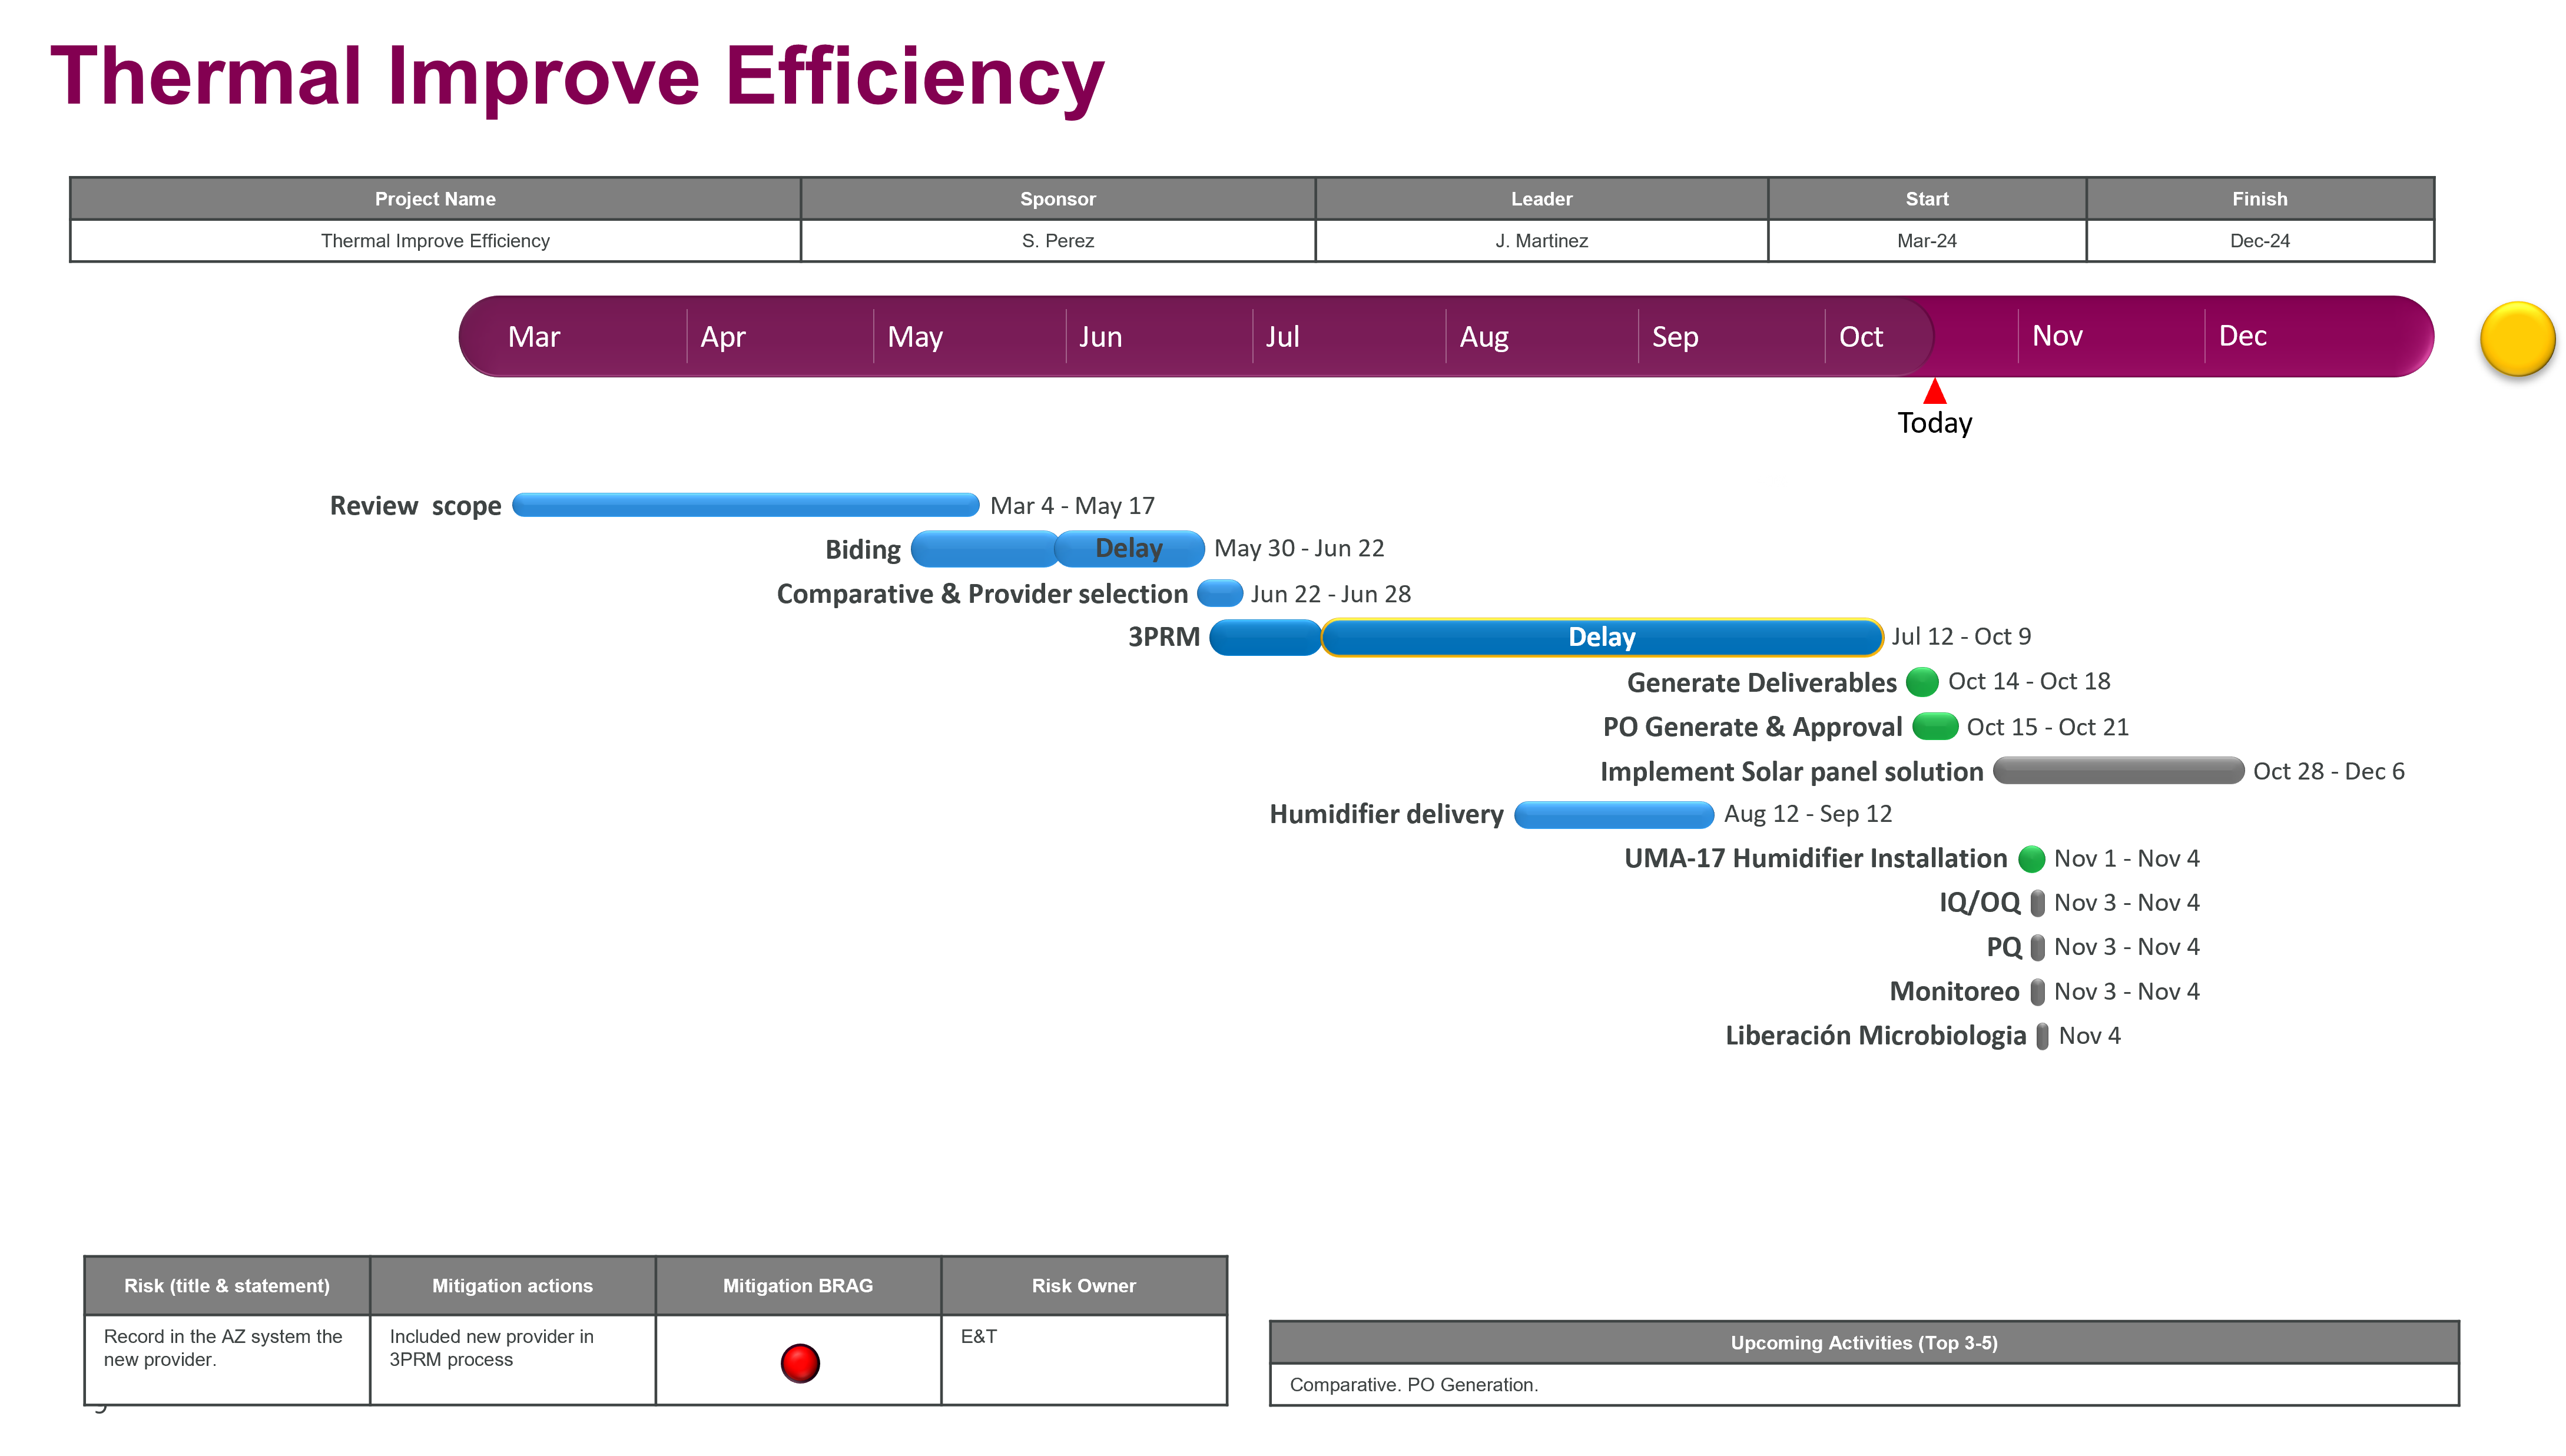 Thermal Improve Efficiency
Project Name Sponsor Leader Start Finish
Thermal Improve Efficiency S. Perez J. Martinez Mar-24 Dec-24
Mar Apr May Jun Jul Aug Sep Oct Nov Dec
Today
Review scope Mar 4 - May 17
Biding Delay May 30 - Jun 22
Comparative & Provider selection Jun 22 - Jun 28
3PRM Delay Jul 12 - Oct 9
Generate Deliverables Oct 14 - Oct 18
PO Generate & Approval Oct 15 - Oct 21
Implement Solar panel solution Oct 28 - Dec 6
Humidifier delivery Aug 12 - Sep 12
UMA-17 Humidifier Installation Nov 1 - Nov 4
IQ/OQ Nov 3 - Nov 4
PQ Nov 3 - Nov 4
Monitoreo Nov 3 - Nov 4
Liberación Microbiologia Nov 4
Risk (title & statement) Mitigation actions Mitigation BRAG Risk Owner
Record in the AZ system the
new provider.
Included new provider in
3PRM process
E&T
Upcoming Activities (Top 3-5)
Comparative. PO Generation.